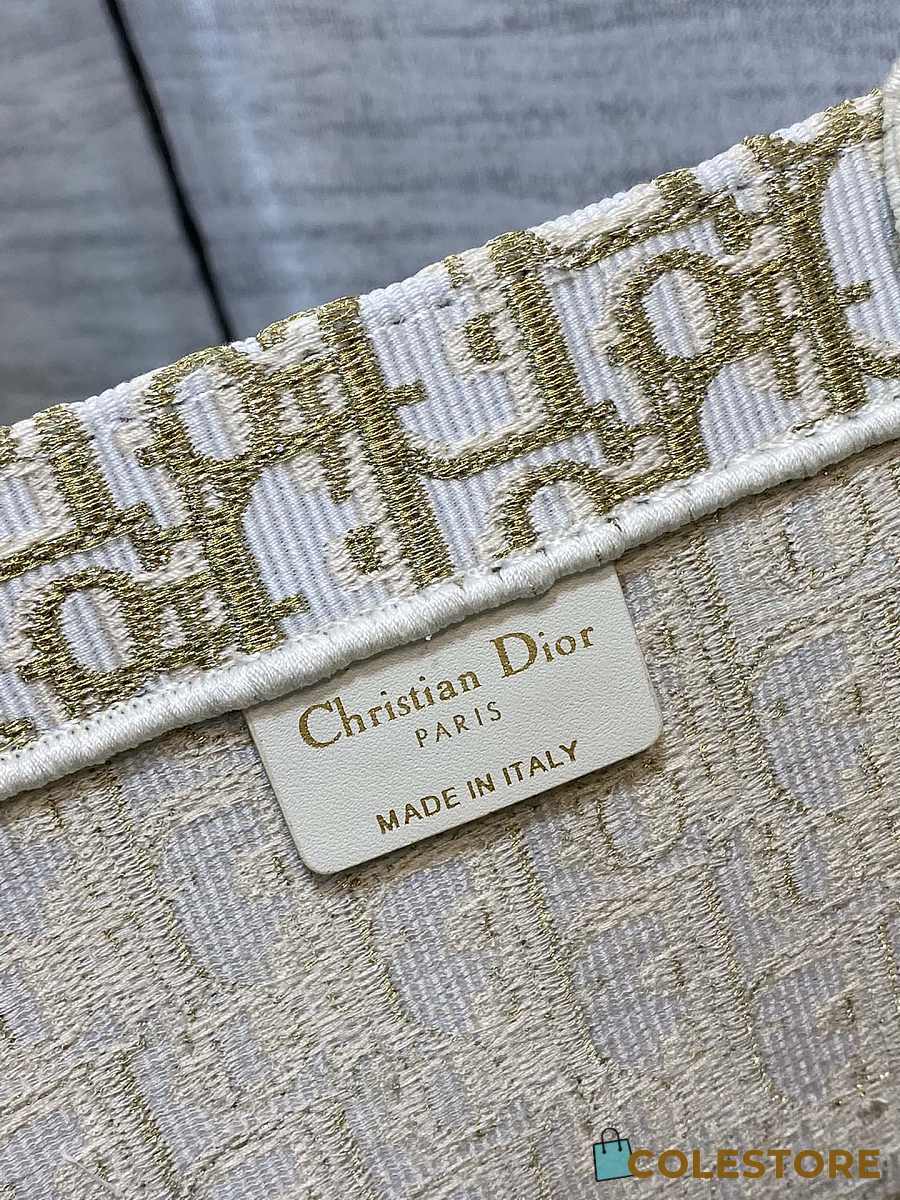 Christian Dior
PARIS
MADE IN ITALY
COLESTORE